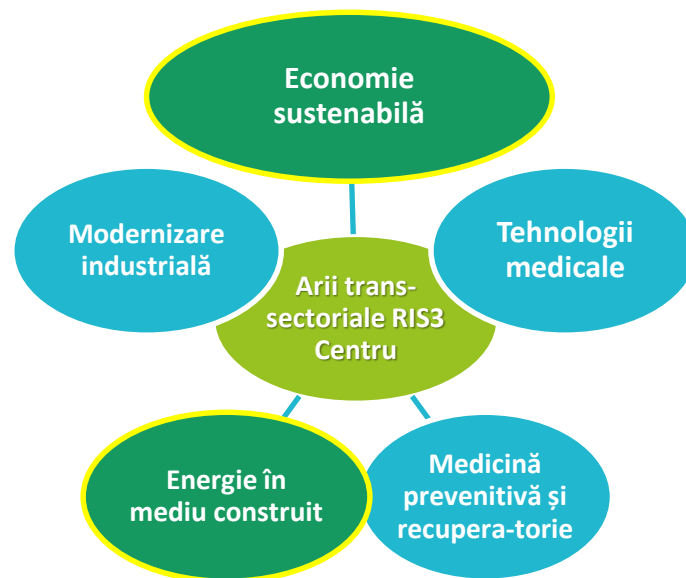 Economie
sustenabilă
Modernizare
industrială
Tehnologii
medicale
Arii trans-
sectoriale RIS3
Centru
Energie în
mediu construit
Medicină
prevenitivă și
recupera-torie